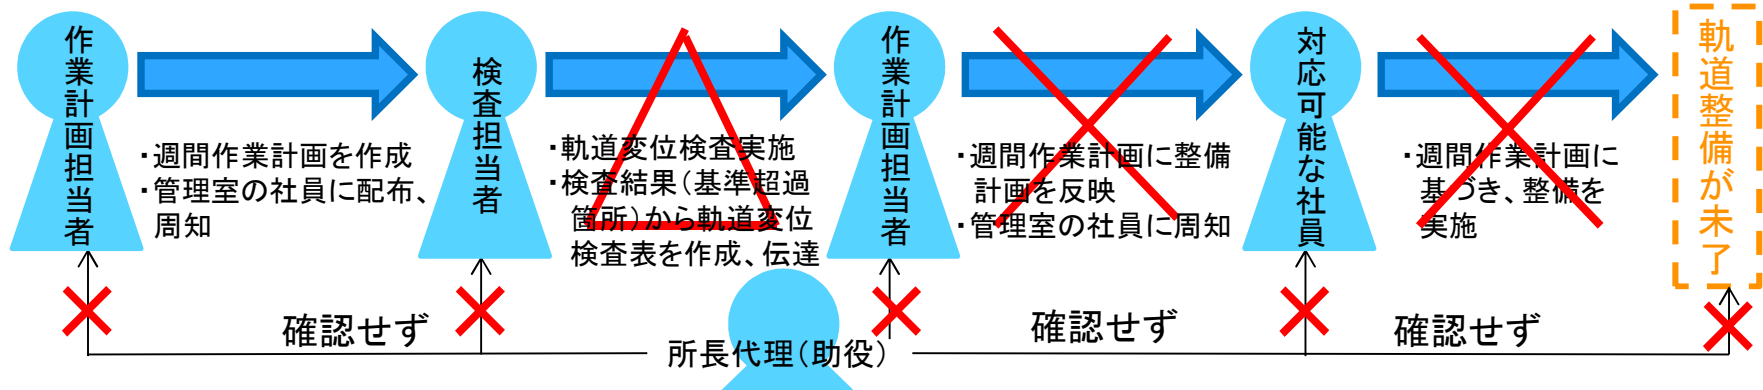 作業計画担当者
・週間作業計画を作成
・管理室の社員に配布、
周知
検査担当者
・軌道変位検査実施
・検査結果（基準超過
箇所）から軌道変位
検査表を作成、伝達
作業計画担当者
・週間作業計画に整備
計画を反映
・管理室の社員に周知
対応可能な社員
・週間作業計画に
基づき、整備を
実施
軌道整備が未了
確認せず
確認せず
確認せず
所長代理（助役）